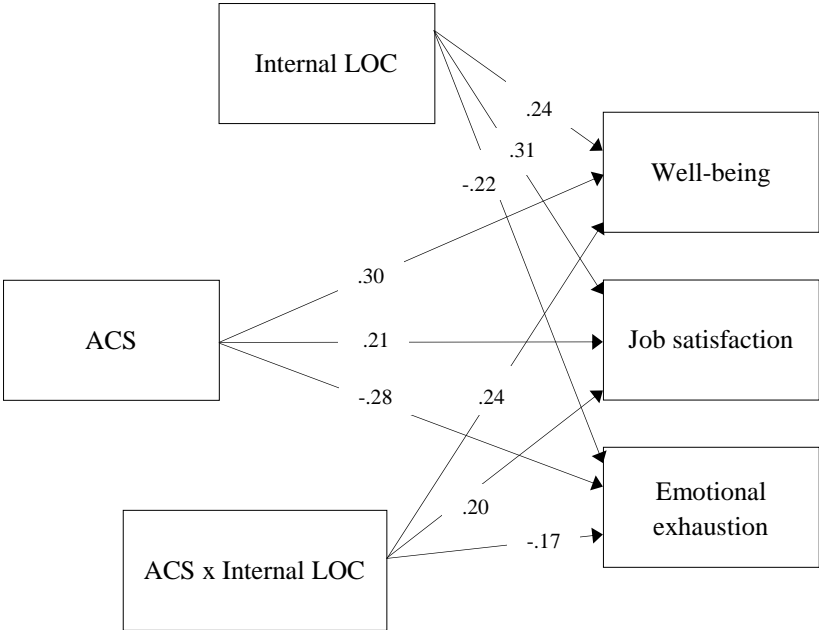 Internal LOC
.24
.31
Well-being
-.22
.30
ACS
.21
Job satisfaction
-.28
.24
Emotional
exhaustion
.20
-.17
ACS x Internal LOC